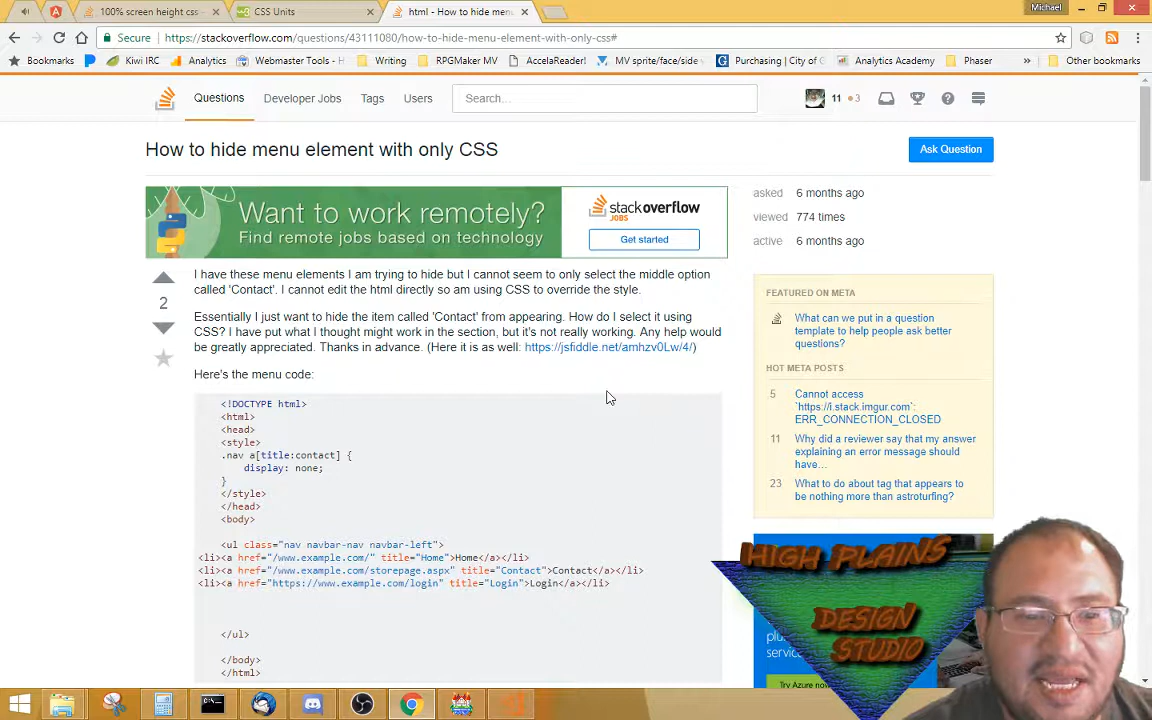 Michael
100% screen height css -
CSS Units
html - How to hide menu
Secure
https://stackoverflow.com/questions/43111080/how-to-hide-menu-element-with-only-css#
Bookmarks
Kiwi IRC
Analytics
Webmaster Tools - H
Writing
RPGMaker MV
AccelaReader!
MV sprite/face/side
Purchasing | City of
Analytics Academy
Phaser
»
Other bookmarks
Questions
Developer Jobs
Tags
Users
Search...
11 3
How to hide menu element with only CSS
Ask Question
Want to work remotely?
Find remote jobs based on technology
stackoverflow
JOBS
Get started
asked 6 months ago
viewed 774 times
active 6 months ago
2
I have these menu elements I am trying to hide but I cannot seem to only select the middle option
called 'Contact'. I cannot edit the html directly so am using CSS to override the style.
Essentially I just want to hide the item called 'Contact' from appearing. How do I select it using
CSS? I have put what I thought might work in the section, but it's not really working. Any help would
be greatly appreciated. Thanks in advance. (Here it is as well: https://jsfiddle.net/amhzv0Lw/4/)
Here's the menu code:
<!DOCTYPE html>
<html>
<head>
<style>
.nav a[title:contact] {
display: none;
}
</style>
</head>
<body>
<ul class="nav navbar-nav navbar-left">
<li><a href="/www.example.com/" title="Home">Home</a></li>
<li><a href="/www.example.com/storepage.aspx" title="Contact">Contact</a></li>
<li><a href="https://www.example.com/login" title="Login">Login</a></li>
</ul>
</body>
</html>
FEATURED ON META
What can we put in a question
template to help people ask better
questions?
HOT META POSTS
5 Cannot access
`https://i.stack.imgur.com`:
ERR_CONNECTION_CLOSED
11 Why did a reviewer say that my answer
explaining an error message should
have...
23 What to do about tag that appears to
be nothing more than astroturfing?
HIGH PLAINS
DESIGN
STUDIO
Try Azure now